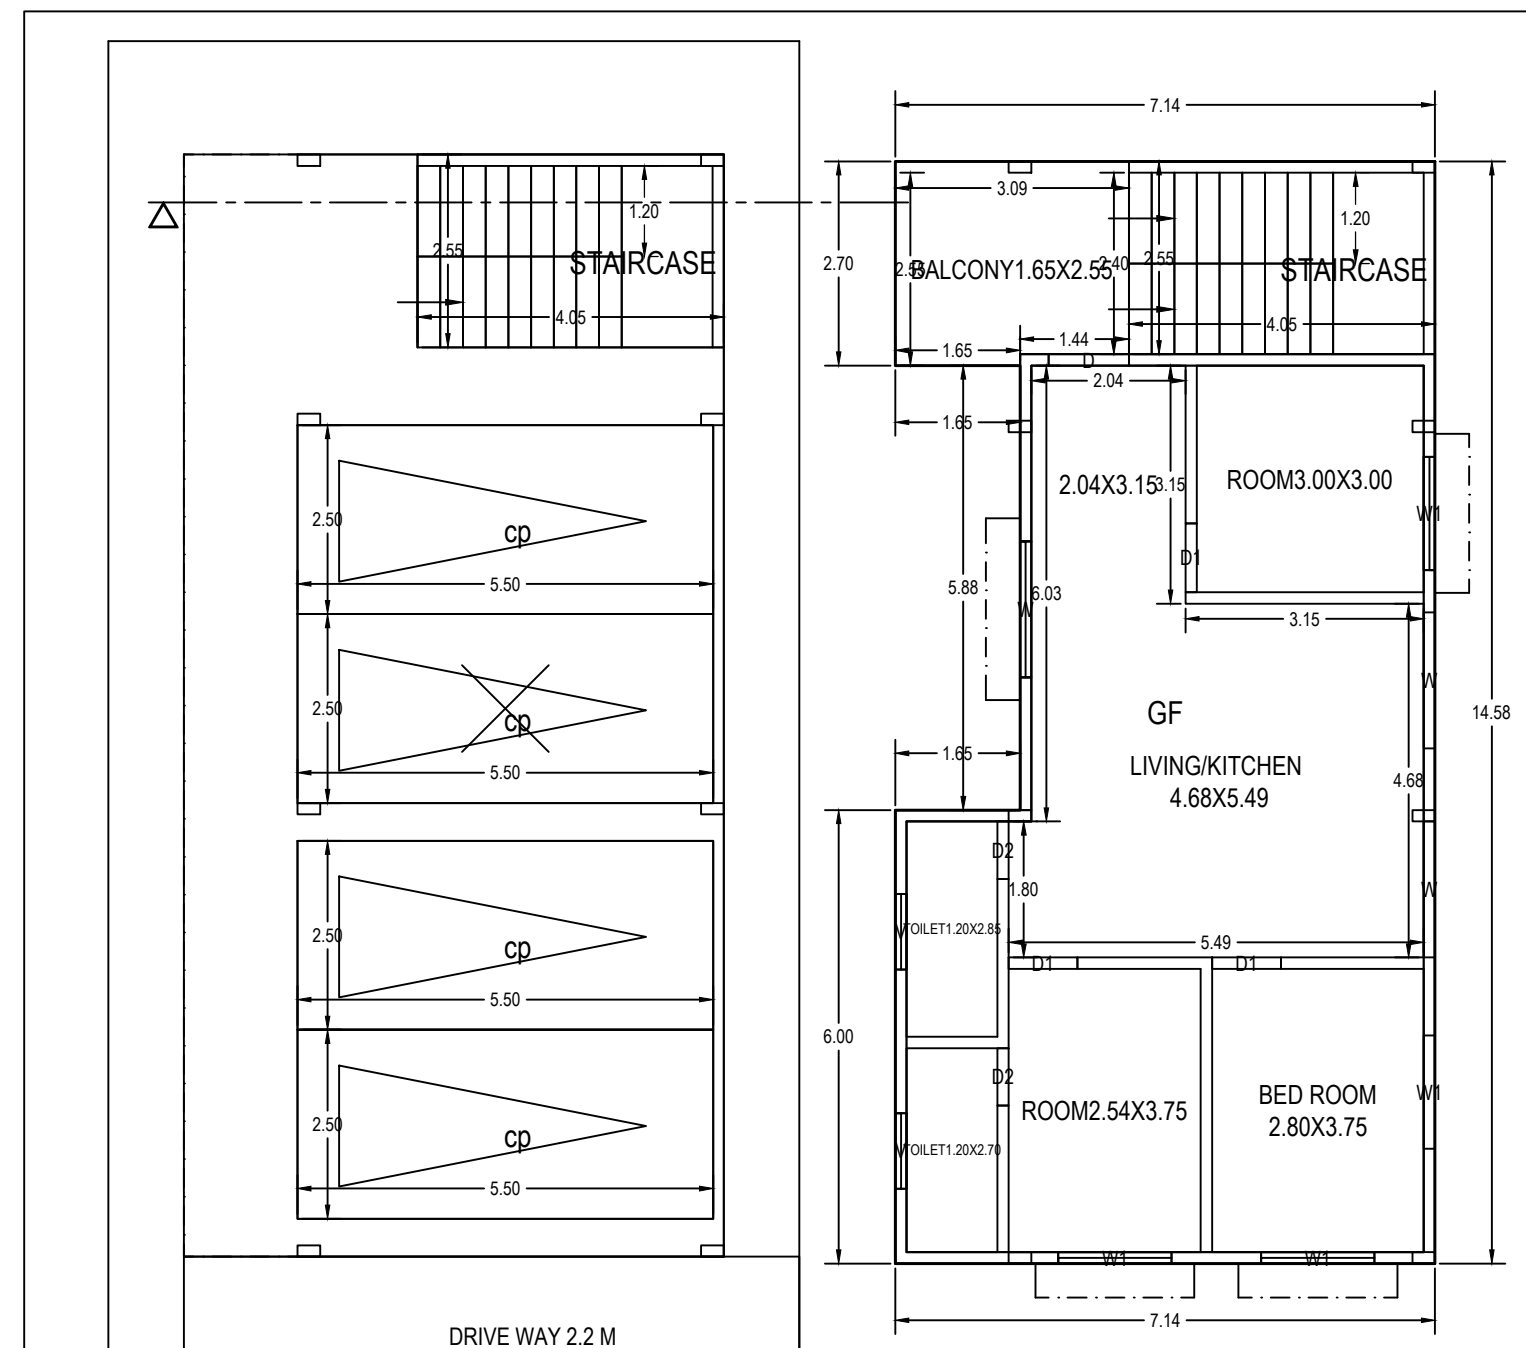 2.55
1.20
STAIRCASE
4.05
2.50
cp
5.50
2.50
cp
5.50
2.50
cp
5.50
2.50
cp
5.50
DRIVE WAY 2.2 M
7.14
3.09
2.70
2.55
BALCONY1.65X2.55
2.40
2.55
1.20
STAIRCASE
4.05
1.65
1.44
D
2.04
1.65
2.04X3.15
3.15
ROOM3.00X3.00
W1
D1
5.88
W
6.03
3.15
W
GF
14.58
1.65
LIVING/KITCHEN
4.68X5.49
4.68
D2
1.80
W
V
TOILET1.20X2.85
5.49
D1
D1
6.00
D2
ROOM2.54X3.75
BED ROOM
2.80X3.75
W1
V
TOILET1.20X2.70
W1
W1
7.14